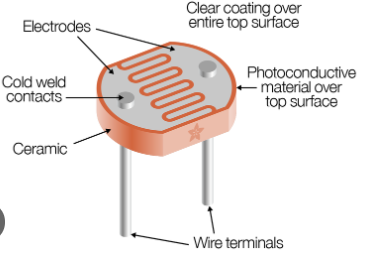 Clear coating over
entire top surface
Electrodes
Cold weld
contacts
Photoconductive
material over
top surface
Ceramic
Wire terminals